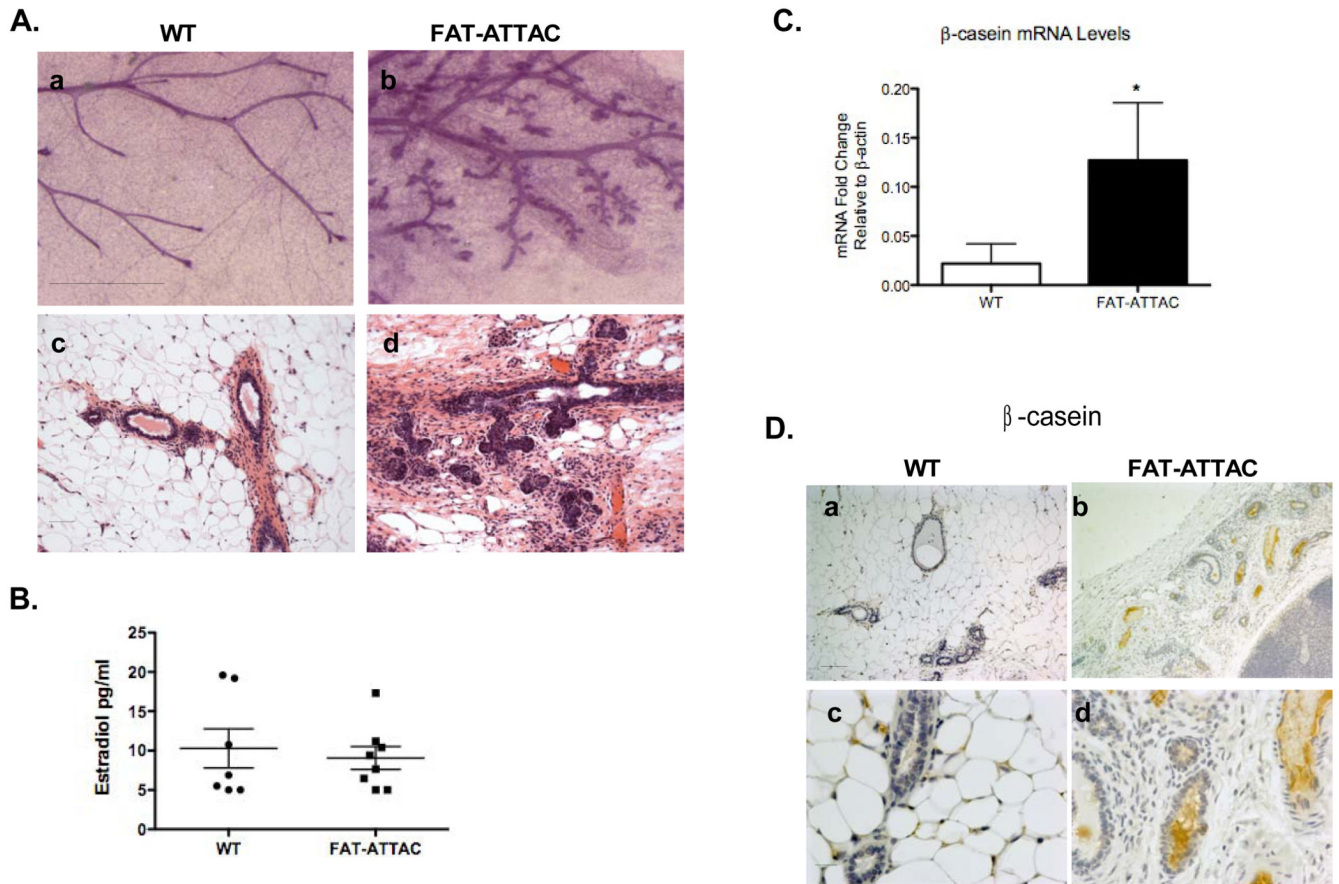 A.
WT
FAT-ATTAC
a
b
c
d
B.
Estradiol pg/ml
25
20
15
10
5
0
WT
FAT-ATTAC
C.
β-casein mRNA Levels
mRNA Fold Change
Relative to β-actin
0.20
*
0.15
0.10
0.05
0.00
WT
FAT-ATTAC
D.
β-casein
WT
FAT-ATTAC
a
b
c
d